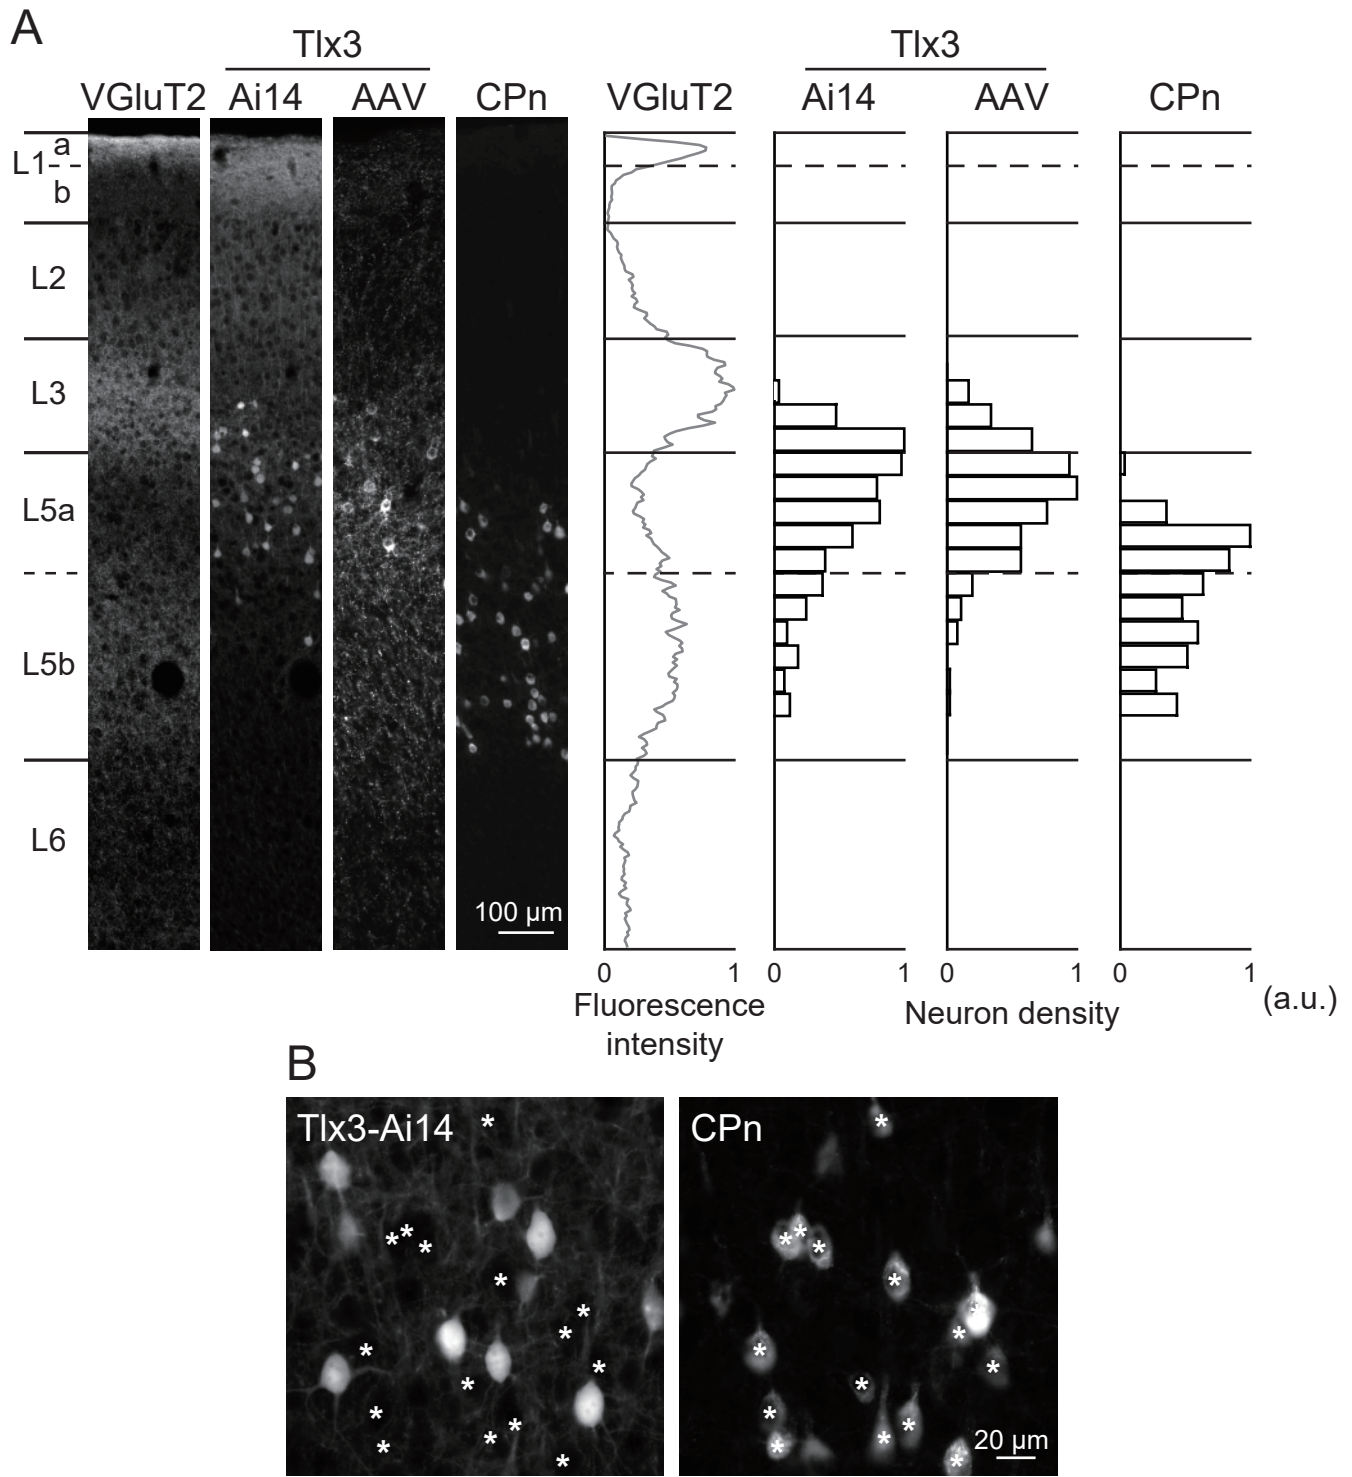 A
Tlx3
Tlx3
VGluT2 Ai14 AAV CPn VGluT2 Ai14 AAV CPn
a
L1
b
L2
L3
L5a
L5b
L6
100 µm
0 1 0 1 0 1 0 1
(a.u.)
Fluorescence
intensity
Neuron density
B
Tlx3-Ai14
CPn
20 µm